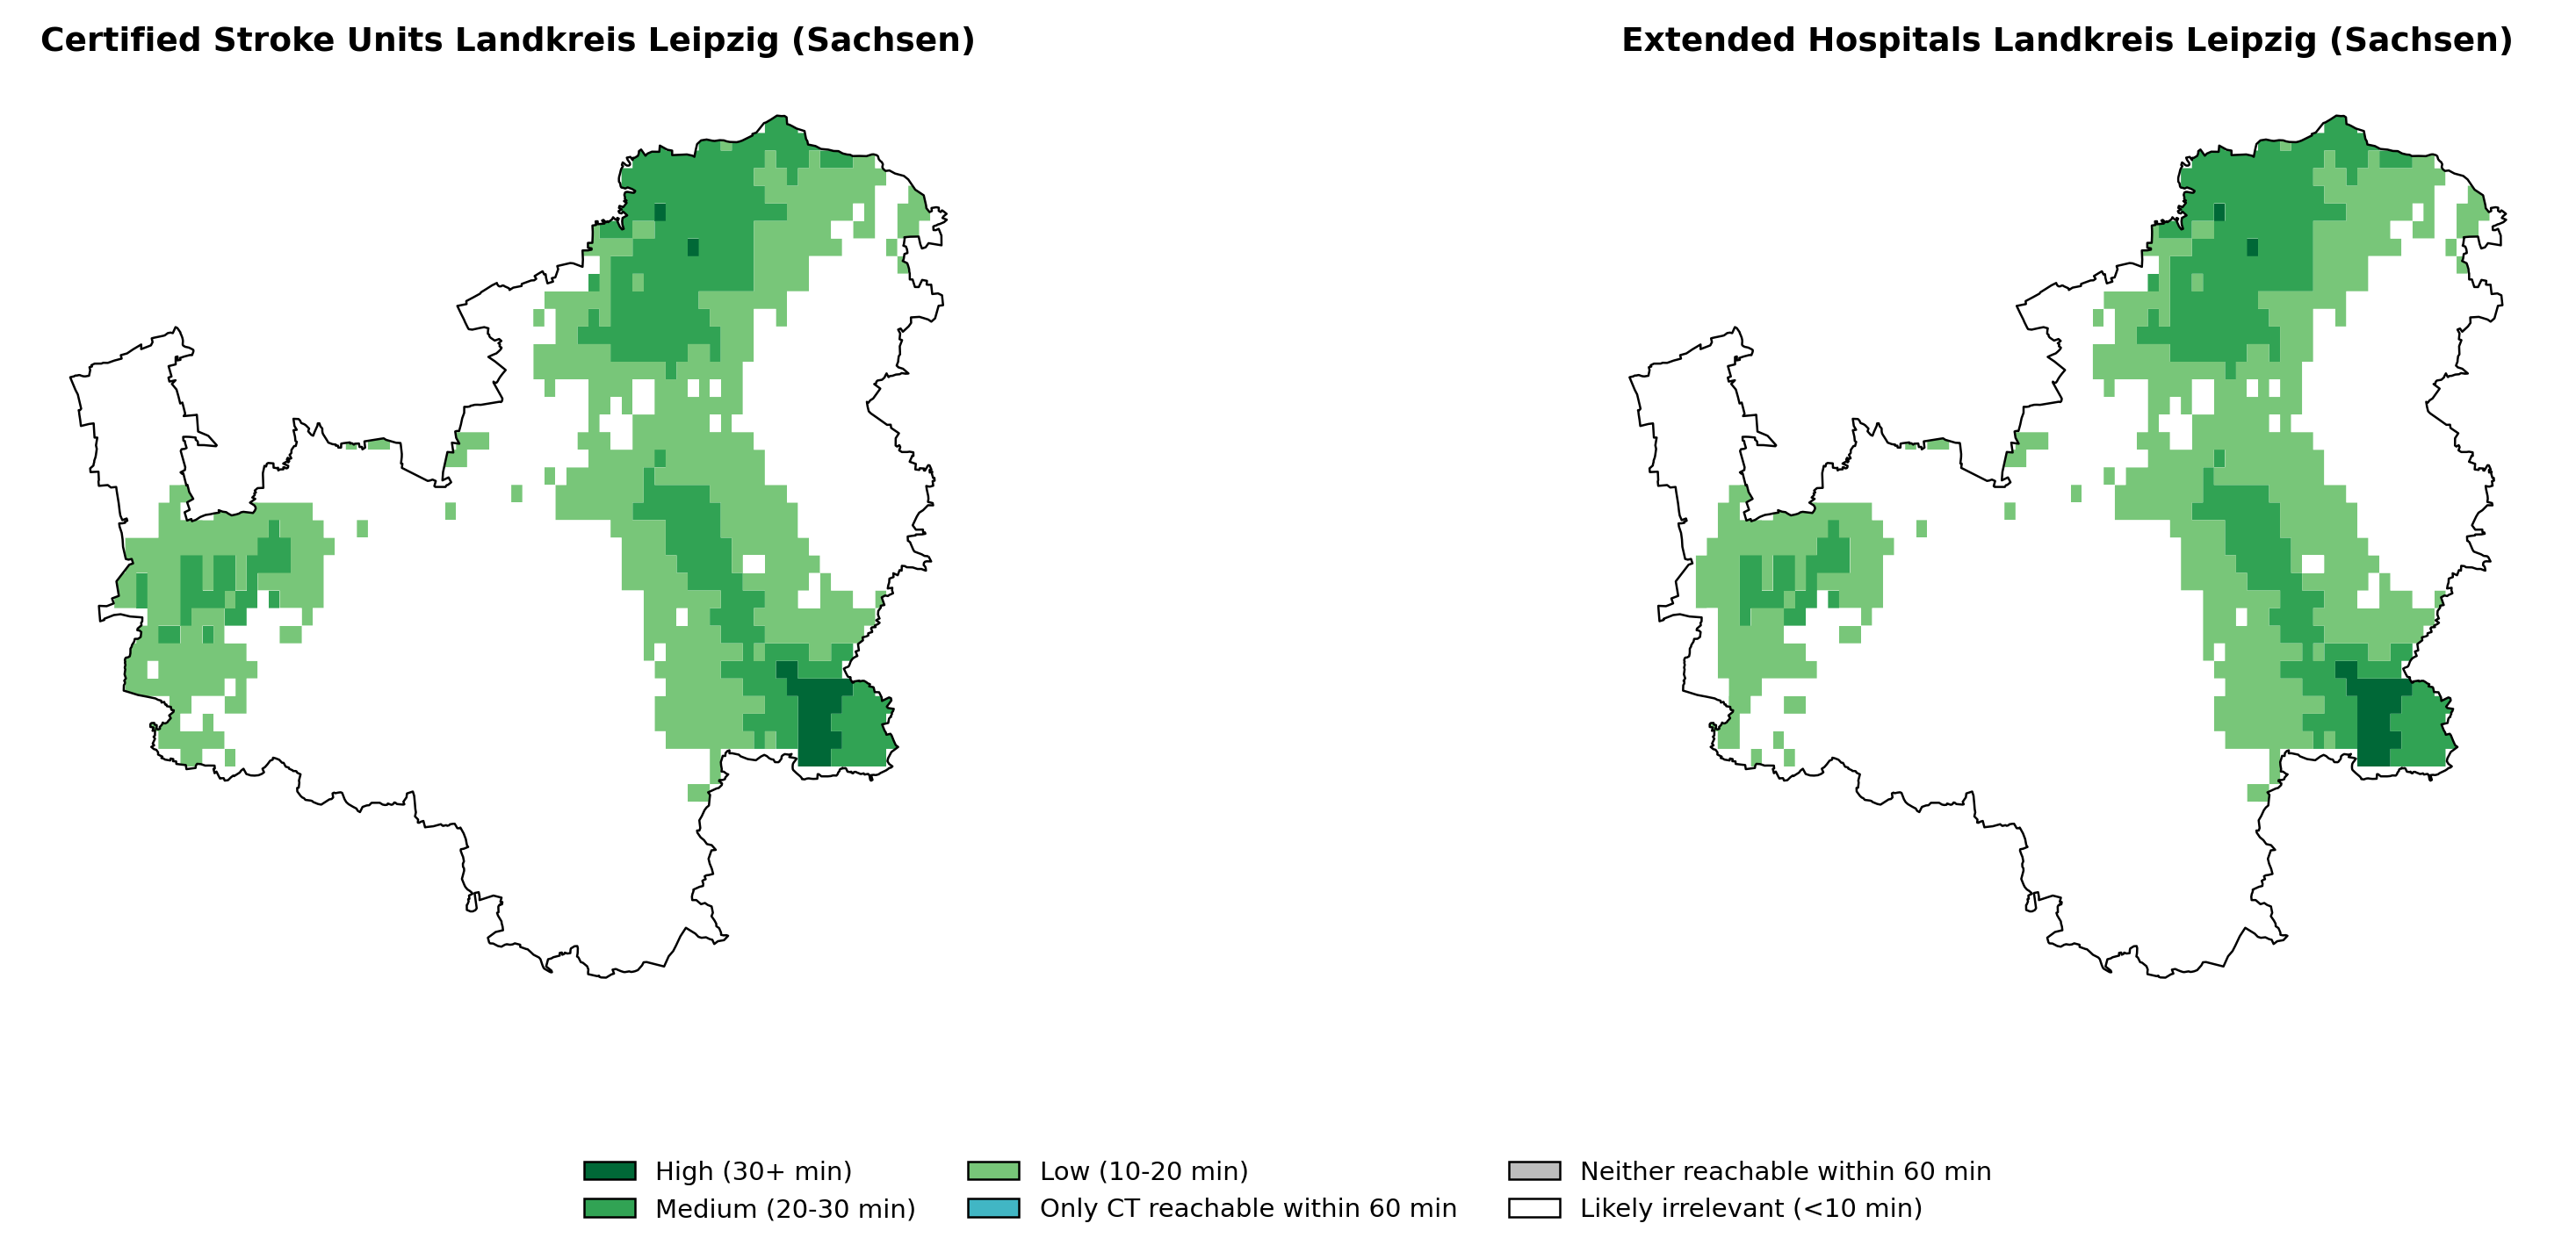 Certified Stroke Units Landkreis Leipzig (Sachsen)
Extended Hospitals Landkreis Leipzig (Sachsen)
High (30+ min)
Medium (20-30 min)
Low (10-20 min)
Only CT reachable within 60 min
Neither reachable within 60 min
Likely irrelevant (<10 min)